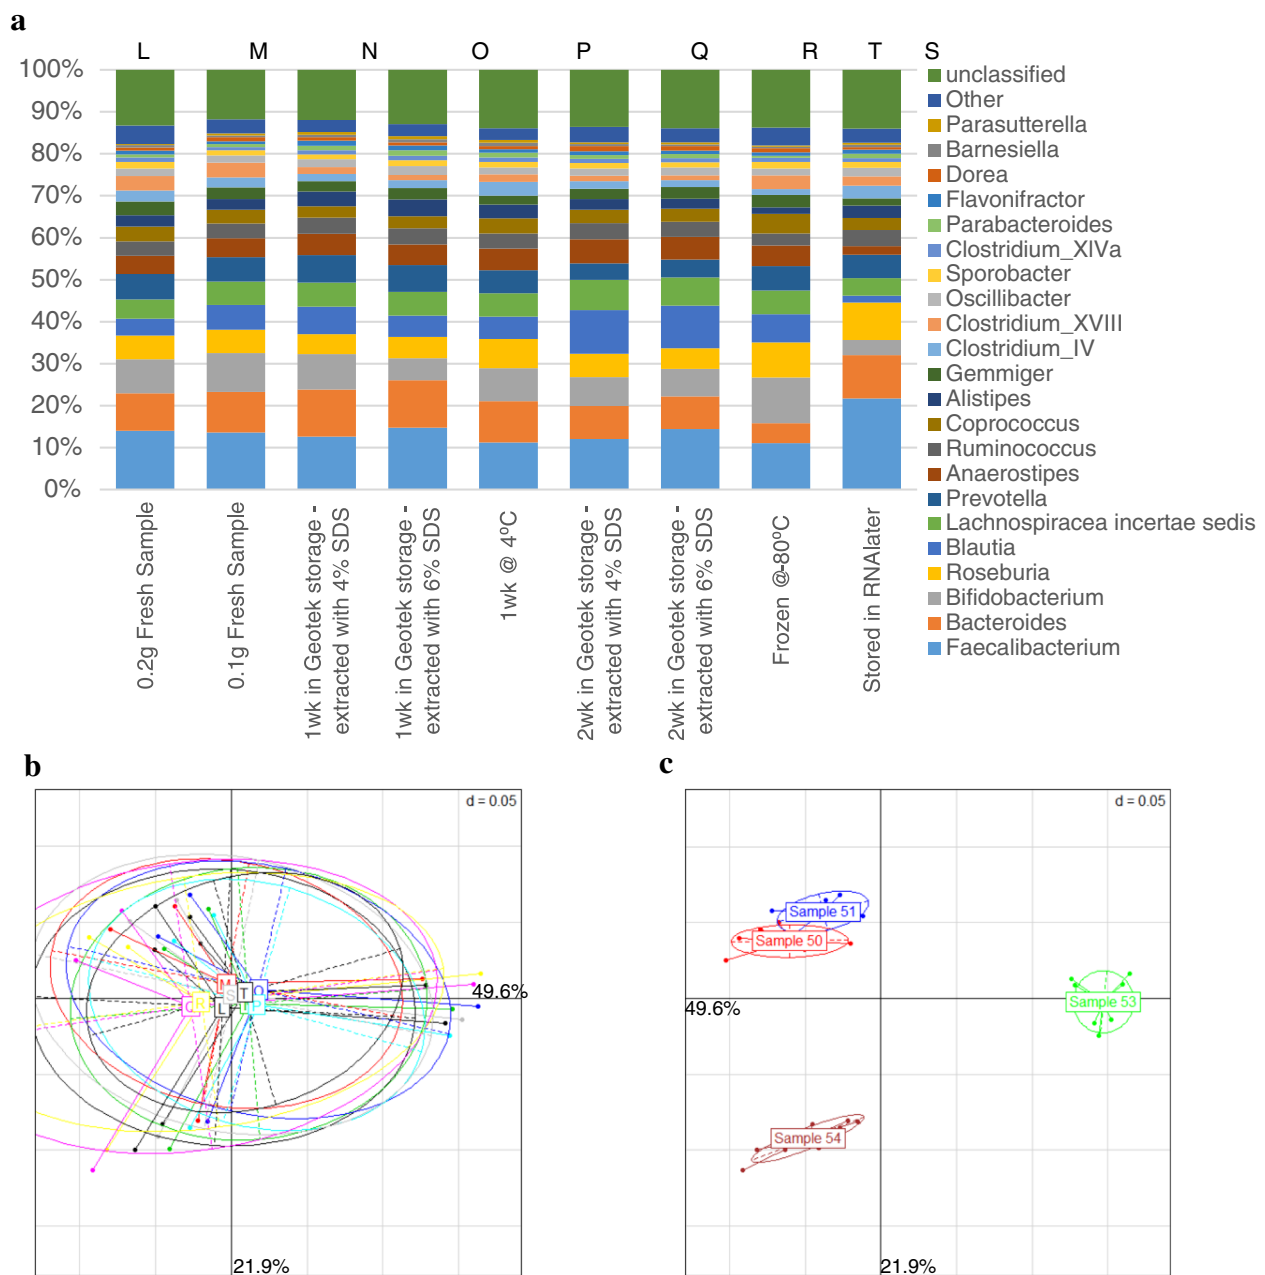 a
L M N O P Q R T S
100%
90%
80%
70%
60%
50%
40%
30%
20%
10%
0%
unclassified
Other
Parasutterella
Barnesiella
Dorea
Flavonifractor
Parabacteroides
Clostridium_XIVa
Sporobacter
Oscillibacter
Clostridium_XVIII
Clostridium_IV
Gemmiger
Alistipes
Coprococcus
Ruminococcus
Anaerostipes
Prevotella
Lachnospiracea incertae sedis
Blautia
Roseburia
Bifidobacterium
Bacteroides
Faecalibacterium
0.2g Fresh Sample
0.1g Fresh Sample
1wk in Geotek storage -
extracted with 4% SDS
1wk in Geotek storage -
extracted with 6% SDS
1wk @ 4ºC
2wk in Geotek storage -
extracted with 4% SDS
2wk in Geotek storage -
extracted with 6% SDS
Frozen @-80ºC
Stored in RNAlater
b
d = 0.05
M
S
T
Q
R
L
P
49.6%
21.9%
c
d = 0.05
Sample 51
Sample 50
Sample 53
49.6%
Sample 54
21.9%